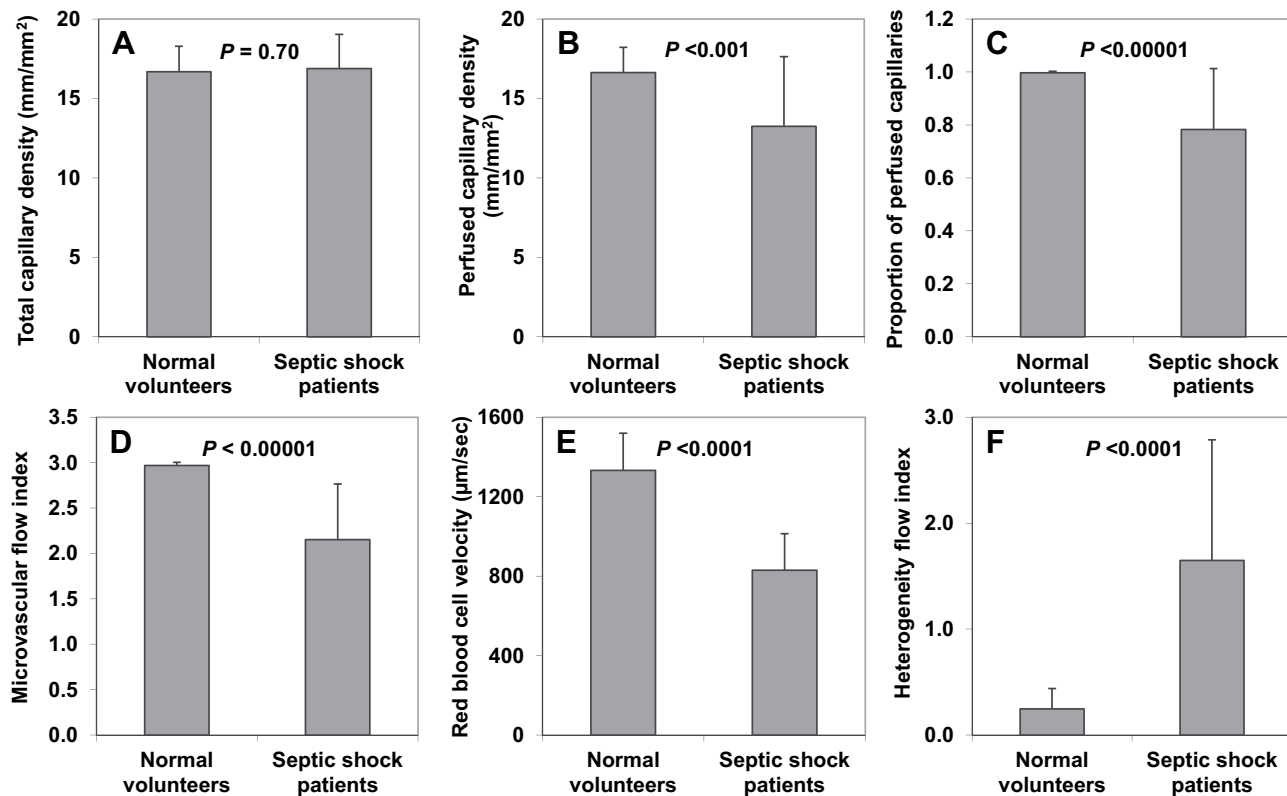 A
P = 0.70
Total capillary density (mm/mm²)
20
15
10
5
0
Normal volunteers
Septic shock patients
B
P <0.001
Perfused capillary density (mm/mm²)
20
15
10
5
0
Normal volunteers
Septic shock patients
C
P <0.00001
Proportion of perfused capillaries
1.2
1.0
0.8
0.6
0.4
0.2
0.0
Normal volunteers
Septic shock patients
D
P < 0.00001
Microvascular flow index
3.5
3.0
2.5
2.0
1.5
1.0
0.5
0.0
Normal volunteers
Septic shock patients
E
P <0.0001
Red blood cell velocity (μm/sec)
1600
1200
800
400
0
Normal volunteers
Septic shock patients
F
P <0.0001
Heterogeneity flow index
3.0
2.0
1.0
0.0
Normal volunteers
Septic shock patients